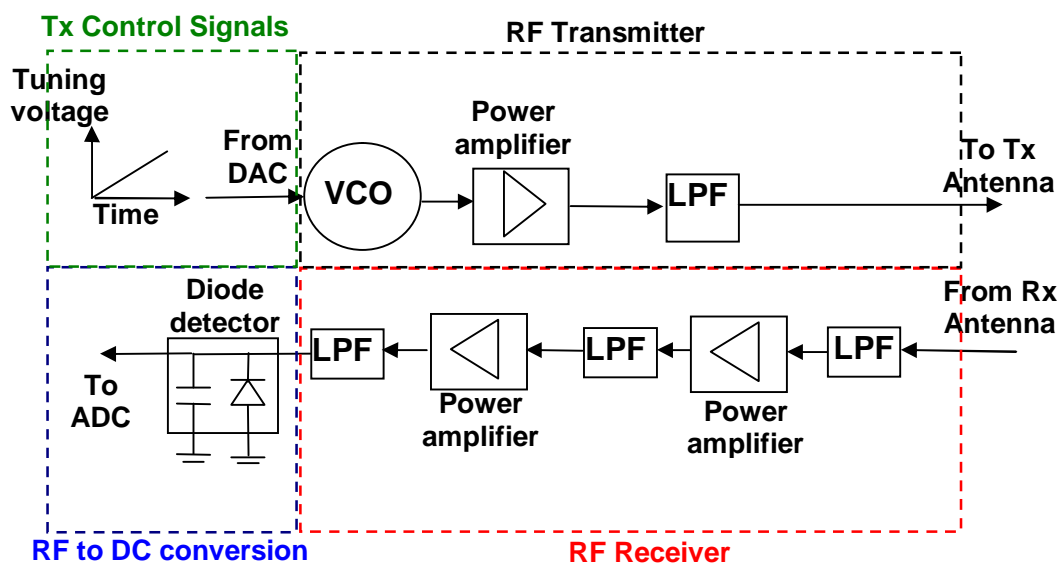 Tx Control Signals
RF Transmitter
Tuning
voltage
Time
From
DAC
VCO
Power
amplifier
LPF
To Tx
Antenna
Diode
detector
To
ADC
LPF
Power
amplifier
LPF
Power
amplifier
LPF
From Rx
Antenna
RF to DC conversion
RF Receiver